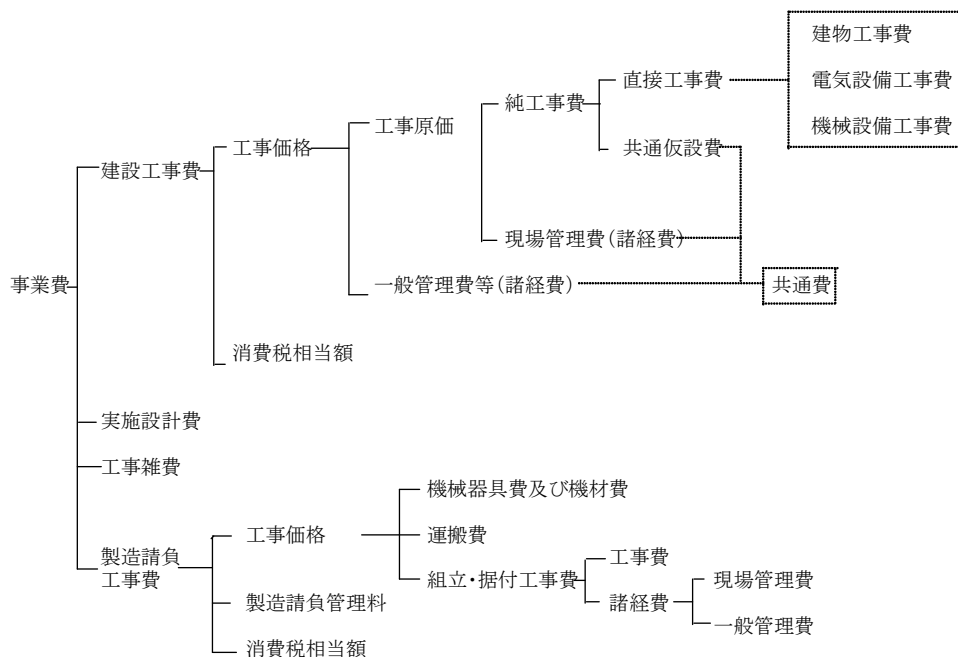 事業費
建設工事費
工事価格
工事原価
純工事費
直接工事費
建物工事費
電気設備工事費
機械設備工事費
共通仮設費
現場管理費(諸経費)
一般管理費等(諸経費)
共通費
消費税相当額
実施設計費
工事雑費
製造請負
工事費
工事価格
機械器具費及び機材費
運搬費
組立・据付工事費
工事費
諸経費
現場管理費
一般管理費
製造請負管理料
消費税相当額